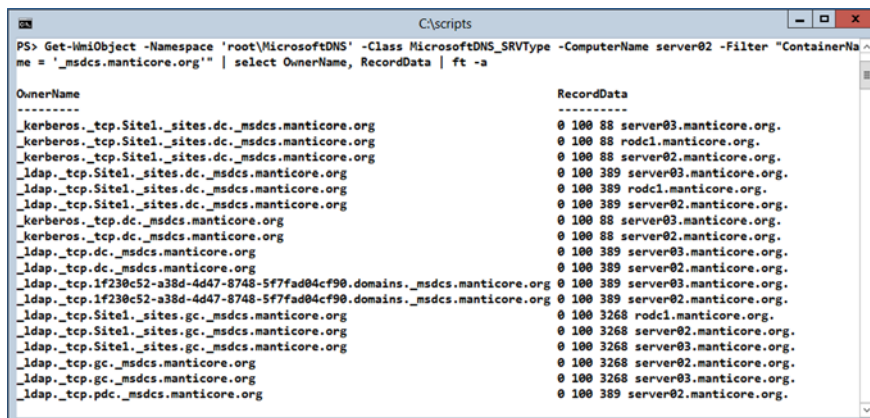 C:\scripts
PS> Get-WmiObject -Namespace 'root\MicrosoftDNS' -Class MicrosoftDNS_SRVType -ComputerName server02 -Filter "ContainerNa
me = '_msdcs.manticore.org'" | select OwnerName, RecordData | ft -a
OwnerName RecordData
--------- ----------
_kerberos._tcp.Site1._sites.dc._msdcs.manticore.org 0 100 88 server03.manticore.org.
_kerberos._tcp.Site1._sites.dc._msdcs.manticore.org 0 100 88 rodc1.manticore.org.
_kerberos._tcp.Site1._sites.dc._msdcs.manticore.org 0 100 88 server02.manticore.org.
_ldap._tcp.Site1._sites.dc._msdcs.manticore.org 0 100 389 server03.manticore.org.
_ldap._tcp.Site1._sites.dc._msdcs.manticore.org 0 100 389 rodc1.manticore.org.
_ldap._tcp.Site1._sites.dc._msdcs.manticore.org 0 100 389 server02.manticore.org.
_kerberos._tcp.dc._msdcs.manticore.org 0 100 88 server03.manticore.org.
_kerberos._tcp.dc._msdcs.manticore.org 0 100 88 server02.manticore.org.
_ldap._tcp.dc._msdcs.manticore.org 0 100 389 server03.manticore.org.
_ldap._tcp.dc._msdcs.manticore.org 0 100 389 server02.manticore.org.
_ldap._tcp.1f230c52-a38d-4d47-8748-5f7fad04cf90.domains._msdcs.manticore.org 0 100 389 server03.manticore.org.
_ldap._tcp.1f230c52-a38d-4d47-8748-5f7fad04cf90.domains._msdcs.manticore.org 0 100 389 server02.manticore.org.
_ldap._tcp.Site1._sites.gc._msdcs.manticore.org 0 100 3268 rodc1.manticore.org.
_ldap._tcp.Site1._sites.gc._msdcs.manticore.org 0 100 3268 server02.manticore.org.
_ldap._tcp.Site1._sites.gc._msdcs.manticore.org 0 100 3268 server03.manticore.org.
_ldap._tcp.gc._msdcs.manticore.org 0 100 3268 server02.manticore.org.
_ldap._tcp.gc._msdcs.manticore.org 0 100 3268 server03.manticore.org.
_ldap._tcp.pdc._msdcs.manticore.org 0 100 389 server02.manticore.org.